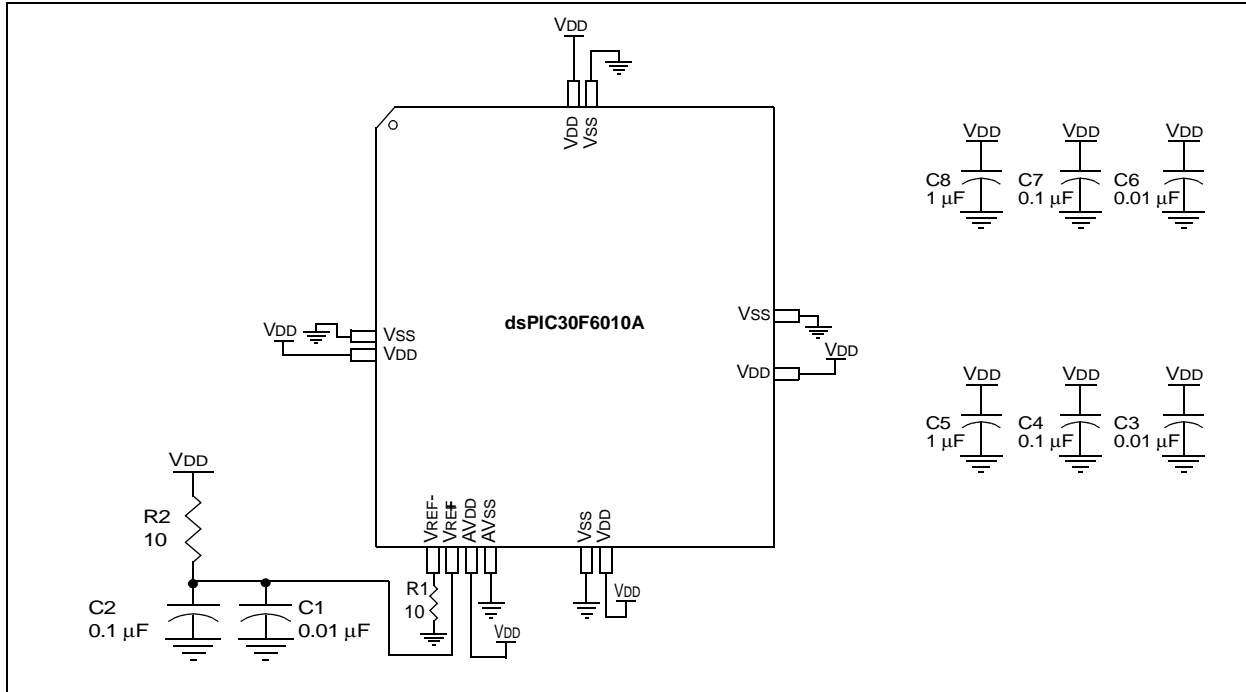 VDD
VDD
VSS
VDD VDD VDD
C8 C7 C6
1 µF 0.1 µF 0.01 µF
dsPIC30F6010A
VDD
VSS
VDD
VSS
VDD
VDD
VDD VDD VDD
C5 C4 C3
1 µF 0.1 µF 0.01 µF
VDD
R2
10
VREF-
VREF+
AVDD
AVSS
VSS
VDD
R1
10
VDD
VDD
C2 C1
0.1 µF 0.01 µF